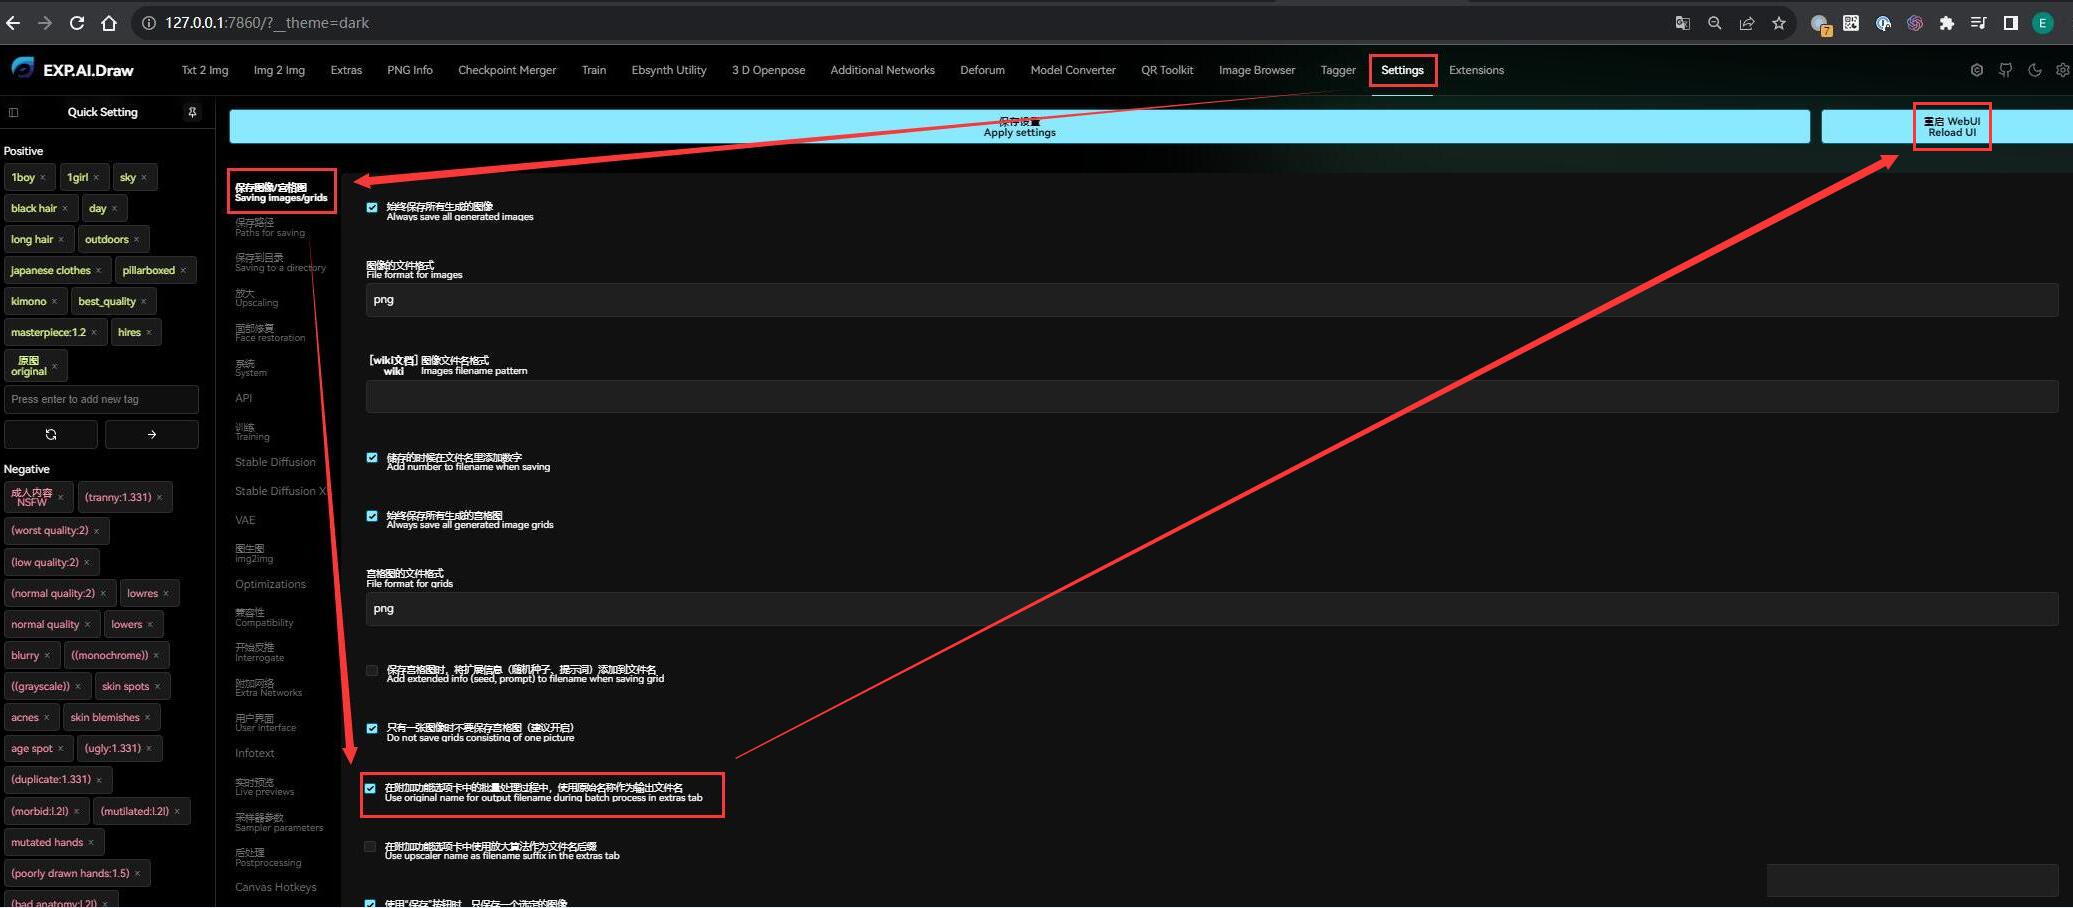 127.0.0.1:7860/?__theme=dark
7
E
EXP.AI.Draw
Txt 2 Img
Img 2 Img
Extras
PNG Info
Checkpoint Merger
Train
Ebsynth Utility
3 D Openpose
Additional Networks
Deforum
Model Converter
QR Toolkit
Image Browser
Tagger
Settings
Extensions
Quick Setting
Positive
1boy ×
1girl ×
sky ×
black hair ×
day ×
long hair ×
outdoors ×
japanese clothes ×
pillarboxed ×
kimono ×
best_quality ×
masterpiece:1.2 ×
hires ×
原图
original ×
Press enter to add new tag
Negative
成人内容
NSFW ×
(tranny:1.331) ×
(worst quality:2) ×
(low quality:2) ×
(normal quality:2) ×
lowres ×
normal quality ×
lowers ×
blurry ×
((monochrome)) ×
((grayscale)) ×
skin spots ×
acnes ×
skin blemishes ×
age spot ×
(ugly:1.331) ×
(duplicate:1.331) ×
(morbid:l.2l) ×
(mutilated:l.2l) ×
mutated hands ×
(poorly drawn hands:1.5) ×
(bad anatomy:l.2l) ×
保存设置
Apply settings
重启 WebUI
Reload UI
保存图像/宫格图
Saving images/grids
保存路径
Paths for saving
保存到目录
Saving to a directory
放大
Upscaling
面部修复
Face restoration
系统
System
API
训练
Training
Stable Diffusion
Stable Diffusion X
VAE
图生图
img2img
Optimizations
兼容性
Compatibility
开始反推
Interrogate
附加网络
Extra Networks
用户界面
User interface
Infotext
实时预览
Live previews
采样器参数
Sampler parameters
后处理
Postprocessing
Canvas Hotkeys
始终保存所有生成的图像
Always save all generated images
图像的文件格式
File format for images
png
[wiki文档] 图像文件名格式
wiki Images filename pattern
储存的时候在文件名里添加数字
Add number to filename when saving
始终保存所有生成的宫格图
Always save all generated image grids
宫格图的文件格式
File format for grids
png
保存宫格图时，将扩展信息（随机种子，提示词）添加到文件名
Add extended info (seed, prompt) to filename when saving grid
只有一张图像时不要保存宫格图（建议开启）
Do not save grids consisting of one picture
在附加功能选项卡中的批量处理过程中，使用原始名称作为输出文件名
Use original name for output filename during batch process in extras tab
在附加功能选项卡中使用放大算法作为文件名后缀
Use upscaler name as filename suffix in the extras tab
使用"保存"按钮时，只保存一个选定的图像